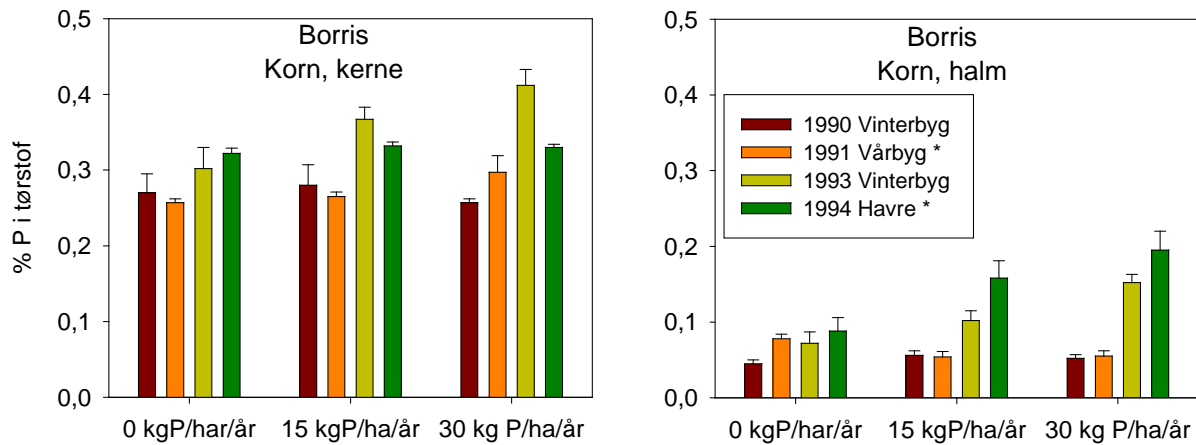 Borris
Korn, kerne
% P i tørstof
0,5
0,4
0,3
0,2
0,1
0,0
0 kgP/har/år
15 kgP/ha/år
30 kg P/ha/år
Borris
Korn, halm
1990 Vinterbyg
1991 Vårbyg *
1993 Vinterbyg
1994 Havre *
0,5
0,4
0,3
0,2
0,1
0,0
0 kgP/har/år
15 kgP/ha/år
30 kg P/ha/år